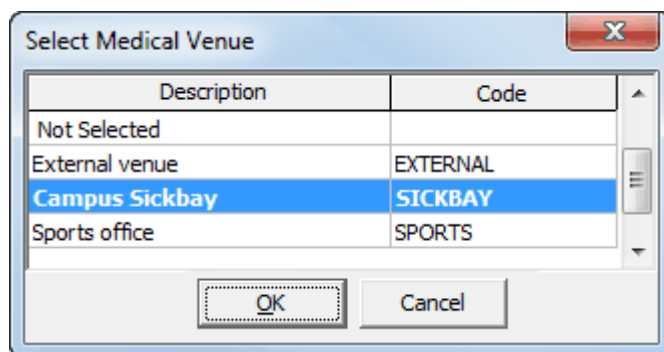 Select Medical Venue
Description Code
Not Selected
External venue EXTERNAL
Campus Sickbay SICKBAY
Sports office SPORTS
OK Cancel